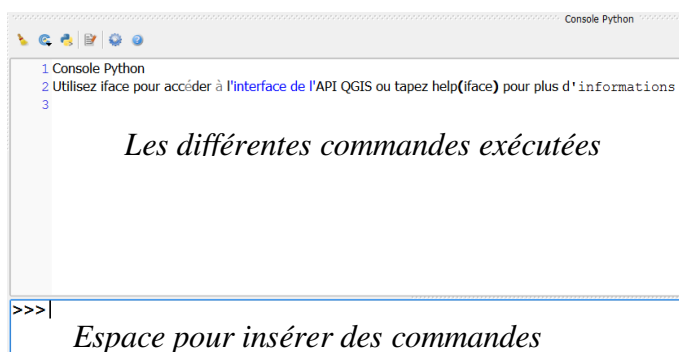 Console Python
1 Console Python
2 Utilisez iface pour accéder à l'interface de l'API QGIS ou tapez help(iface) pour plus d'informations
3
Les différentes commandes exécutées
>>>
Espace pour insérer des commandes